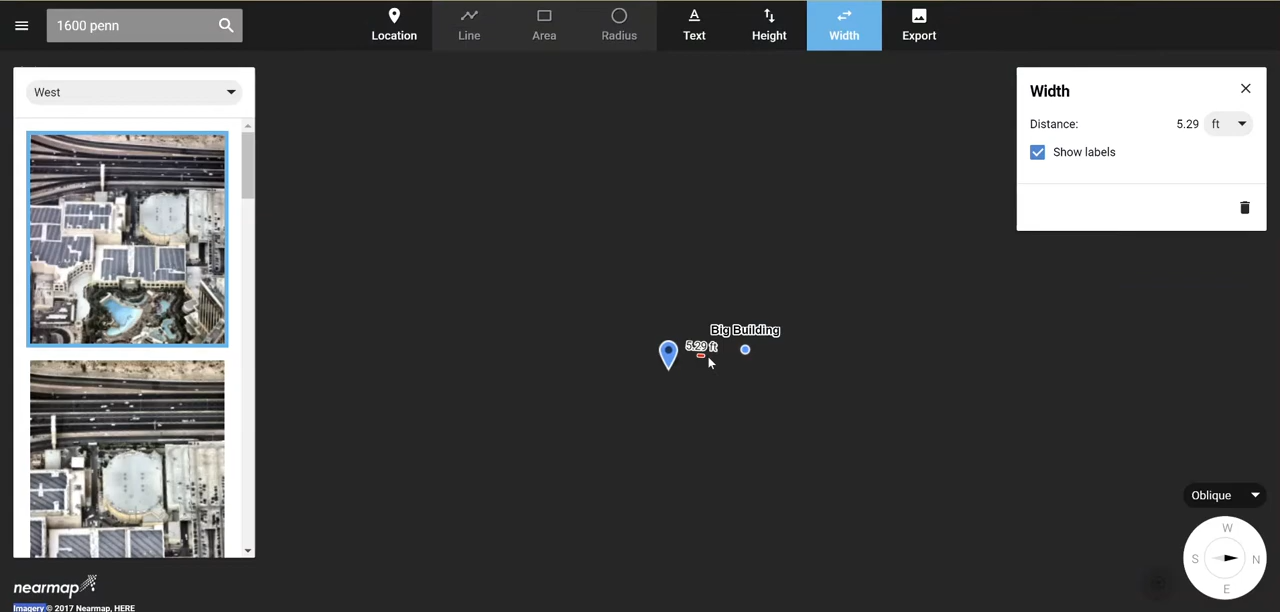 1600 penn
Location
Line
Area
Radius
Text
Height
Width
Export
West
Width
Distance: 5.29 ft
Show labels
Big Building
5.29 ft
Oblique
W
S
N
E
nearmap
Imagery © 2017 Nearmap, HERE